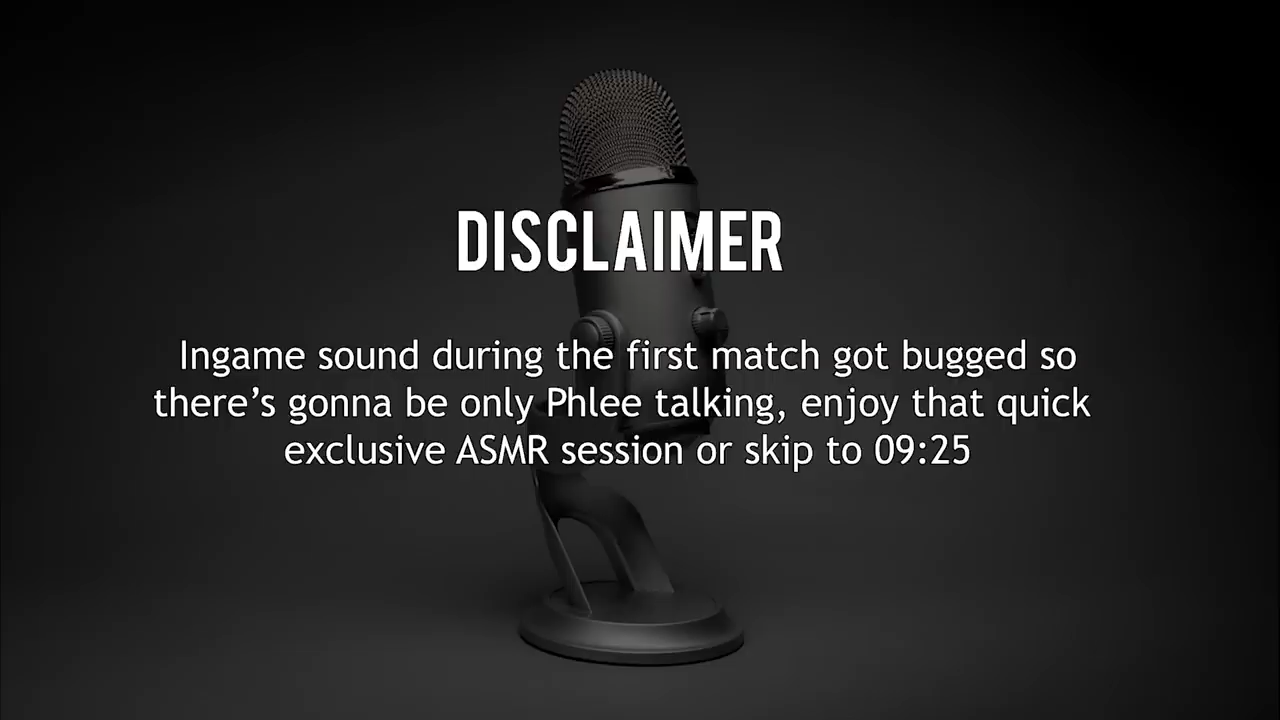 DISCLAIMER
Ingame sound during the first match got bugged so
there’s gonna be only Phlee talking, enjoy that quick
exclusive ASMR session or skip to 09:25